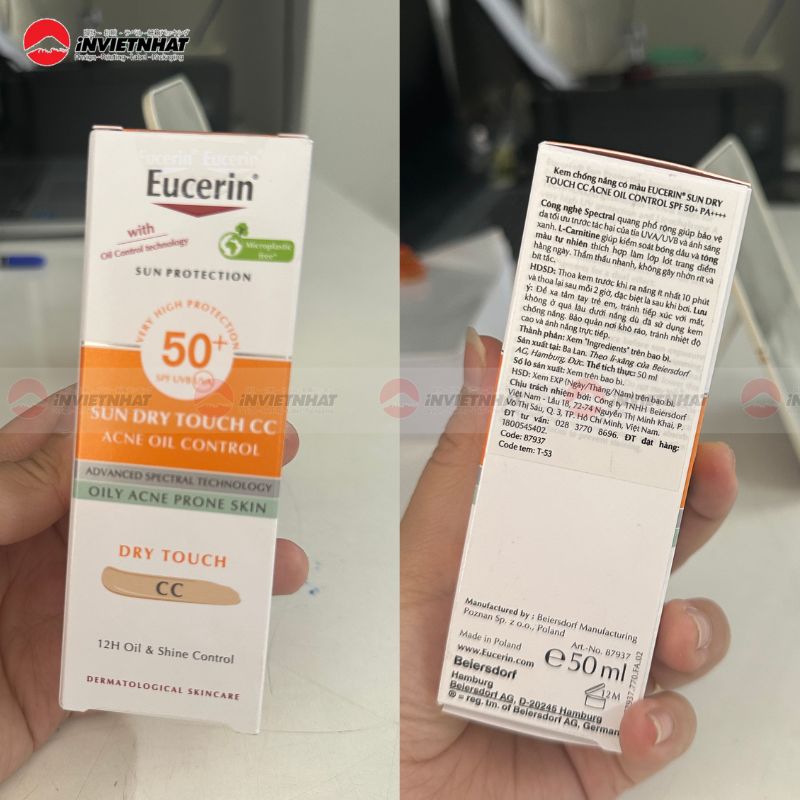 INVIETNHAT
Design - Printing - Label - Packaging
Eucerin Eucerin
Eucerin®
with
Oil Control technology
Microplastic
free*
SUN PROTECTION
VERY HIGH PROTECTION
50+
SPF UVB+UVA
SUN DRY TOUCH CC
ACNE OIL CONTROL
ADVANCED SPECTRAL TECHNOLOGY
OILY ACNE PRONE SKIN
DRY TOUCH
CC
12H Oil & Shine Control
DERMATOLOGICAL SKINCARE
Kem chống nắng có màu EUCERIN® SUN DRY
TOUCH CC ACNE OIL CONTROL SPF 50+ PA++++
Công nghệ Spectral quang phổ rộng giúp bảo vệ
da tối ưu trước tác hại của tia UVA/UVB và ánh sáng
xanh. L-Carnitine giúp kiểm soát bóng dầu và tông
màu tự nhiên thích hợp làm lớp lót trang điểm
hàng ngày. Thẩm thấu nhanh, không gây nhờn rít và
bít tắc.
HDSD: Thoa kem trước khi ra nắng ít nhất 10 phút
và thoa lại sau mỗi 2 giờ, đặc biệt là sau khi bơi. Lưu
ý: Để xa tầm tay trẻ em, tránh tiếp xúc với mắt,
không ở quá lâu dưới nắng dù đã sử dụng kem
chống nắng. Bảo quản nơi khô ráo, tránh nhiệt độ
cao và ánh nắng trực tiếp.
Thành phần: Xem "Ingredients" trên bao bì.
Sản xuất tại: Ba Lan. Theo li-xăng của Beiersdorf
AG, Hamburg, Đức. Thể tích thực: 50 ml
Số lô sản xuất: Xem trên bao bì.
HSD: Xem EXP (Ngày/Tháng/Năm) trên bao bì.
Chịu trách nhiệm bởi: Công ty TNHH Beiersdorf
Việt Nam - Lầu 18, 72-74 Nguyễn Thị Minh Khai, P.
Võ Thị Sáu, Q. 3, TP. Hồ Chí Minh, Việt Nam.
ĐT tư vấn: 028 3770 8696. ĐT đặt hàng:
1800545402.
Code: 87937
Code tem: T-53
Manufactured by : Beiersdorf Manufacturing
Poznan Sp. z o.o., Poland
Art.-No. 87937
Made in Poland
www.Eucerin.com
Beiersdorf
Hamburg
Beiersdorf AG, D-20245 Hamburg
® = reg. tm. of Beiersdorf AG, German
℮50 ml
12M
INVIETNHAT
INVIETNHAT